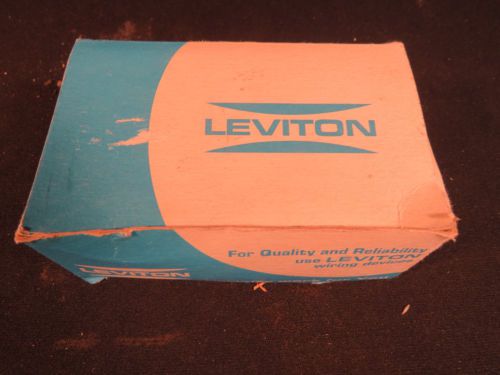 LEVITON
For Quality and Reliability
use LEVITON
wiring devices
LEVITON